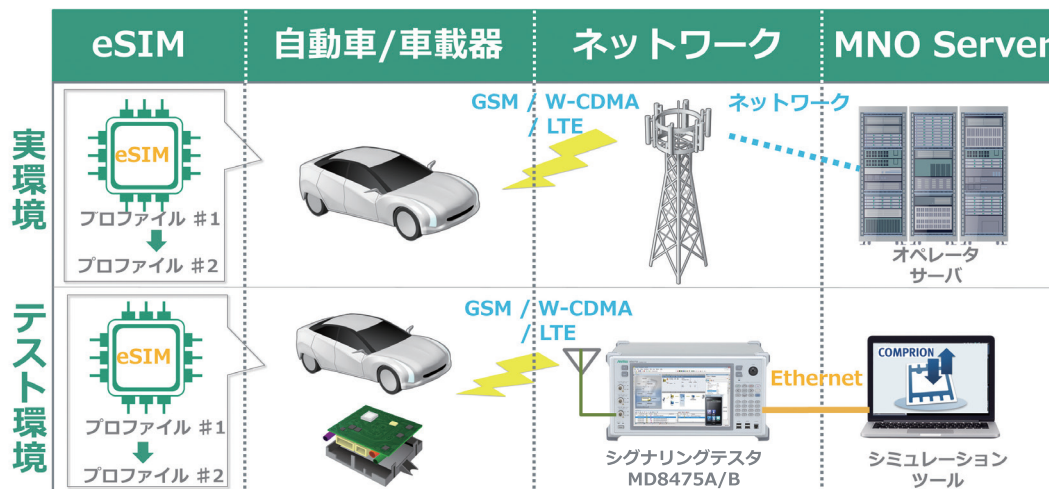 eSIM
自動車/車載器
ネットワーク
MNO Server
実環境
eSIM
プロファイル #1
プロファイル #2
GSM / W-CDMA
/ LTE
ネットワーク
オペレータ
サーバ
テスト環境
eSIM
プロファイル #1
プロファイル #2
GSM / W-CDMA
/ LTE
シグナリングテスタ
MD8475A/B
Ethernet
COMPRION
シミュレーション
ツール